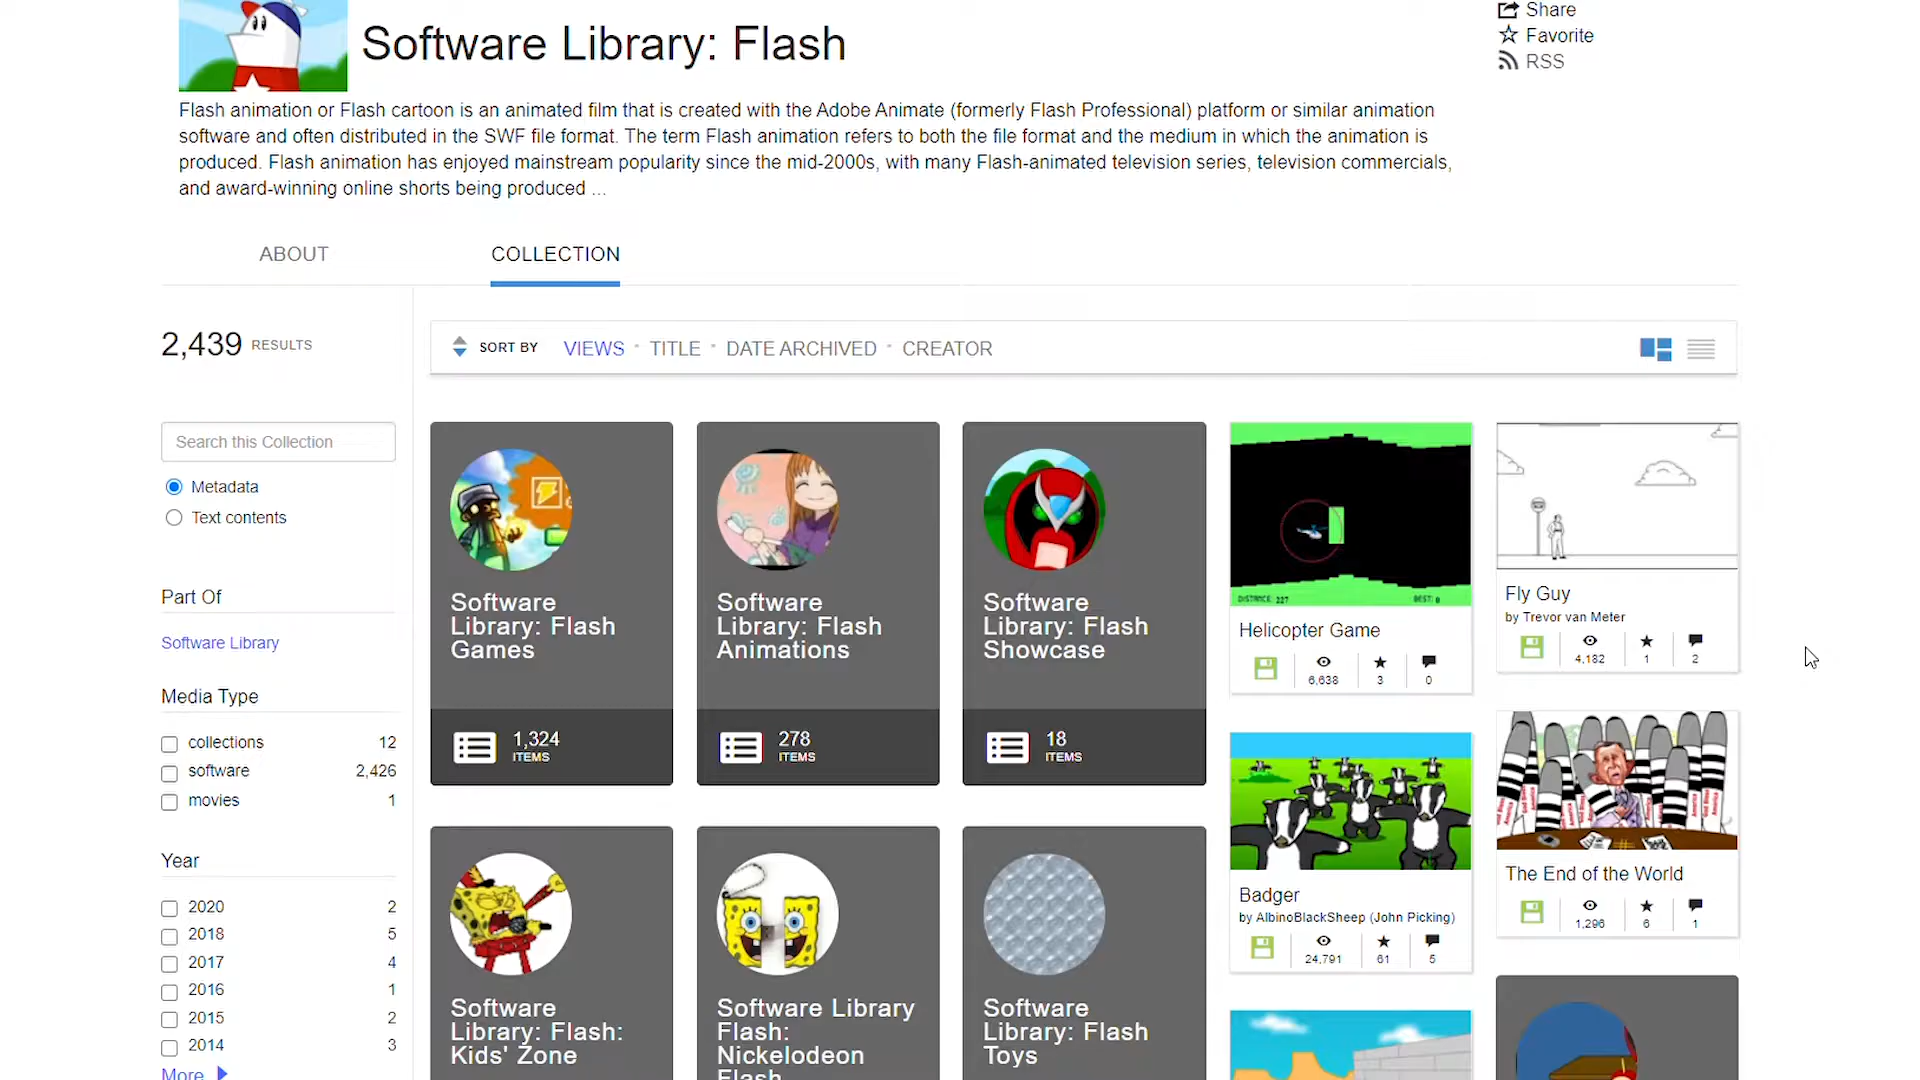 Software Library: Flash
Share
Favorite
RSS
Flash animation or Flash cartoon is an animated film that is created with the Adobe Animate (formerly Flash Professional) platform or similar animation
software and often distributed in the SWF file format. The term Flash animation refers to both the file format and the medium in which the animation is
produced. Flash animation has enjoyed mainstream popularity since the mid-2000s, with many Flash-animated television series, television commercials,
and award-winning online shorts being produced ...
ABOUT
COLLECTION
2,439 RESULTS
SORT BY VIEWS · TITLE · DATE ARCHIVED · CREATOR
Search this Collection
Metadata
Text contents
Part Of
Software Library
Media Type
collections 12
software 2,426
movies 1
Year
2020 2
2018 5
2017 4
2016 1
2015 2
2014 3
More
Software
Library: Flash
Games
1,324
ITEMS
Software
Library: Flash
Animations
278
ITEMS
Software
Library: Flash
Showcase
18
ITEMS
DISTANCE: 227
BEST: 0
Helicopter Game
6,638 3 0
Fly Guy
by Trevor van Meter
4,182 1 2
Badger
by AlbinoBlackSheep (John Picking)
24,791 61 5
The End of the World
1,296 6 1
Software
Library: Flash:
Kids' Zone
Software Library
Flash:
Nickelodeon
Flash
Software
Library: Flash
Toys